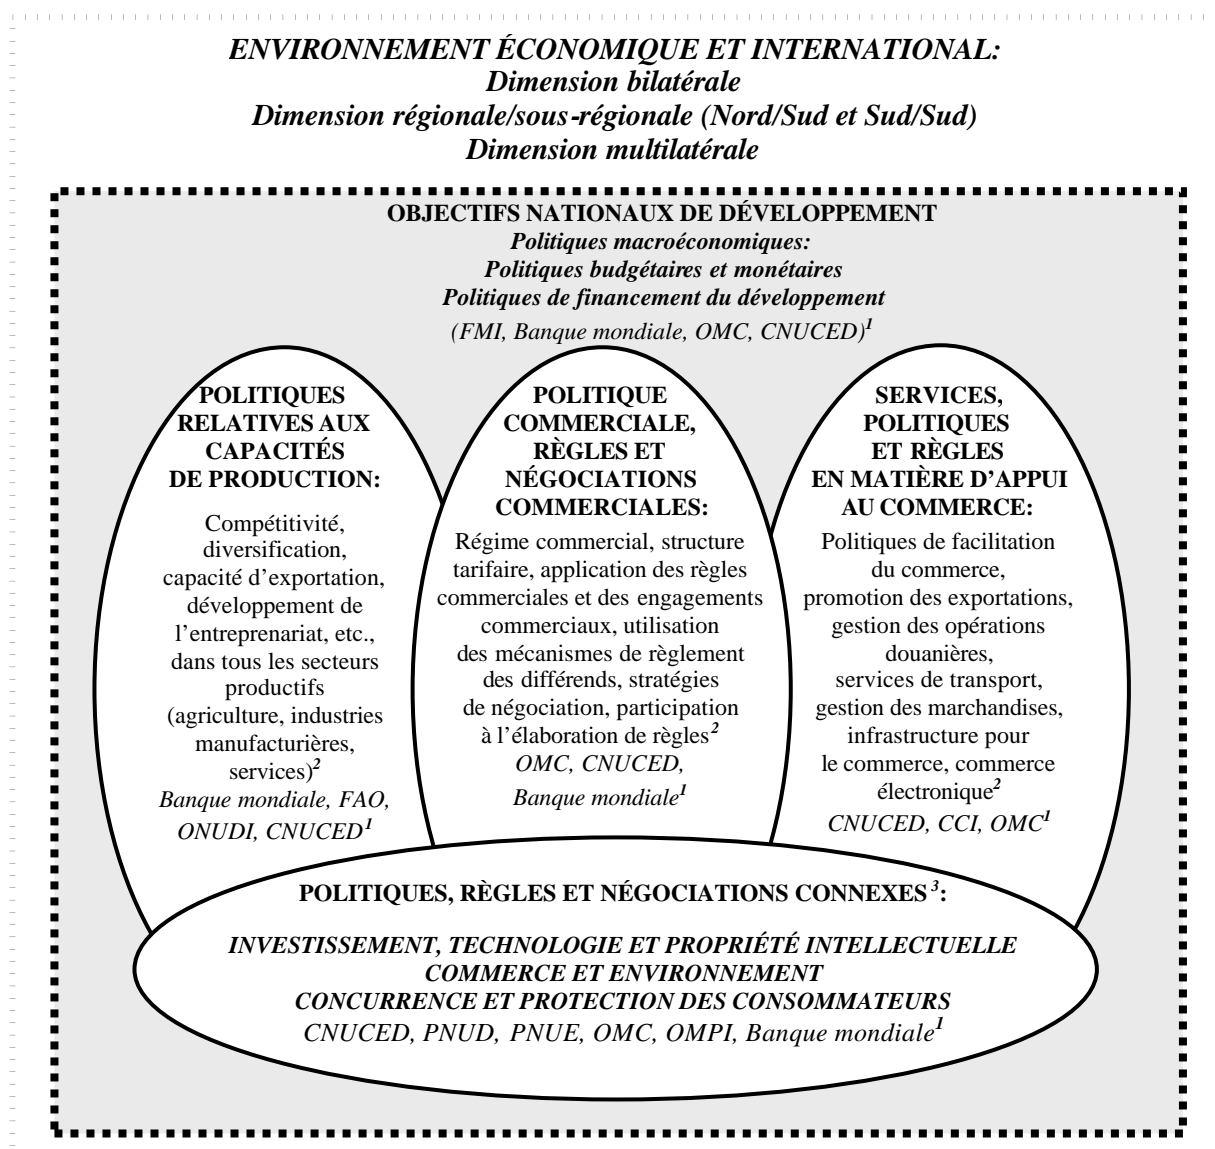 ENVIRONNEMENT ÉCONOMIQUE ET INTERNATIONAL:
Dimension bilatérale
Dimension régionale/sous-régionale (Nord/Sud et Sud/Sud)
Dimension multilatérale
OBJECTIFS NATIONAUX DE DÉVELOPPEMENT
Politiques macroéconomiques:
Politiques budgétaires et monétaires
Politiques de financement du développement
(FMI, Banque mondiale, OMC, CNUCED)1
POLITIQUES
RELATIVES AUX
CAPACITÉS
DE PRODUCTION:
Compétitivité,
diversification,
capacité d'exportation,
développement de
l'entreprenariat, etc.,
dans tous les secteurs
productifs
(agriculture, industries
manufacturières,
services)2
Banque mondiale, FAO,
ONUDI, CNUCED1
POLITIQUE
COMMERCIALE,
RÈGLES ET
NÉGOCIATIONS
COMMERCIALES:
Régime commercial, structure
tarifaire, application des règles
commerciales et des engagements
commerciaux, utilisation
des mécanismes de règlement
des différends, stratégies
de négociation, participation
à l'élaboration de règles2
OMC, CNUCED,
Banque mondiale1
SERVICES,
POLITIQUES
ET RÈGLES
EN MATIÈRE D'APPUI
AU COMMERCE:
Politiques de facilitation
du commerce,
promotion des exportations,
gestion des opérations
douanières,
services de transport,
gestion des marchandises,
infrastructure pour
le commerce, commerce
électronique2
CNUCED, CCI, OMC1
POLITIQUES, RÈGLES ET NÉGOCIATIONS CONNEXES3:
INVESTISSEMENT, TECHNOLOGIE ET PROPRIÉTÉ INTELLECTUELLE
COMMERCE ET ENVIRONNEMENT
CONCURRENCE ET PROTECTION DES CONSOMMATEURS
CNUCED, PNUD, PNUE, OMC, OMPI, Banque mondiale1